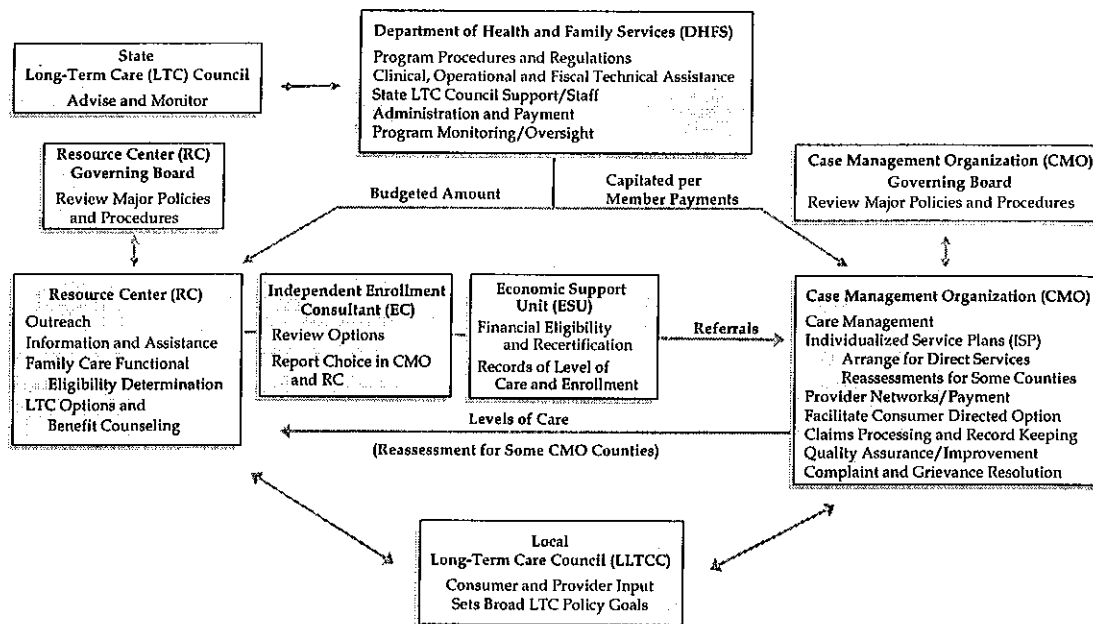 Department of Health and Family Services (DHFS)
Program Procedures and Regulations
Clinical, Operational and Fiscal Technical Assistance
State LTC Council Support/Staff
Administration and Payment
Program Monitoring/Oversight
State
Long-Term Care (LTC) Council
Advise and Monitor
Resource Center (RC)
Governing Board
Review Major Policies
and Procedures
Budgeted Amount
Capitated per
Member Payments
Case Management Organization (CMO)
Governing Board
Review Major Policies and Procedures
Resource Center (RC)
Outreach
Information and Assistance
Family Care Functional
Eligibility Determination
LTC Options and
Benefit Counseling
Independent Enrollment
Consultant (EC)
Review Options
Report Choice in CMO
and RC
Economic Support
Unit (ESU)
Financial Eligibility
and Recertification
Records of Level of
Care and Enrollment
Referrals
Case Management Organization (CMO)
Care Management
Individualized Service Plans (ISP)
Arrange for Direct Services
Reassessments for Some Counties
Provider Networks/Payment
Facilitate Consumer Directed Option
Claims Processing and Record Keeping
Quality Assurance/Improvement
Complaint and Grievance Resolution
Levels of Care
(Reassessment for Some CMO Counties)
Local
Long-Term Care Council (LLTCC)
Consumer and Provider Input
Sets Broad LTC Policy Goals